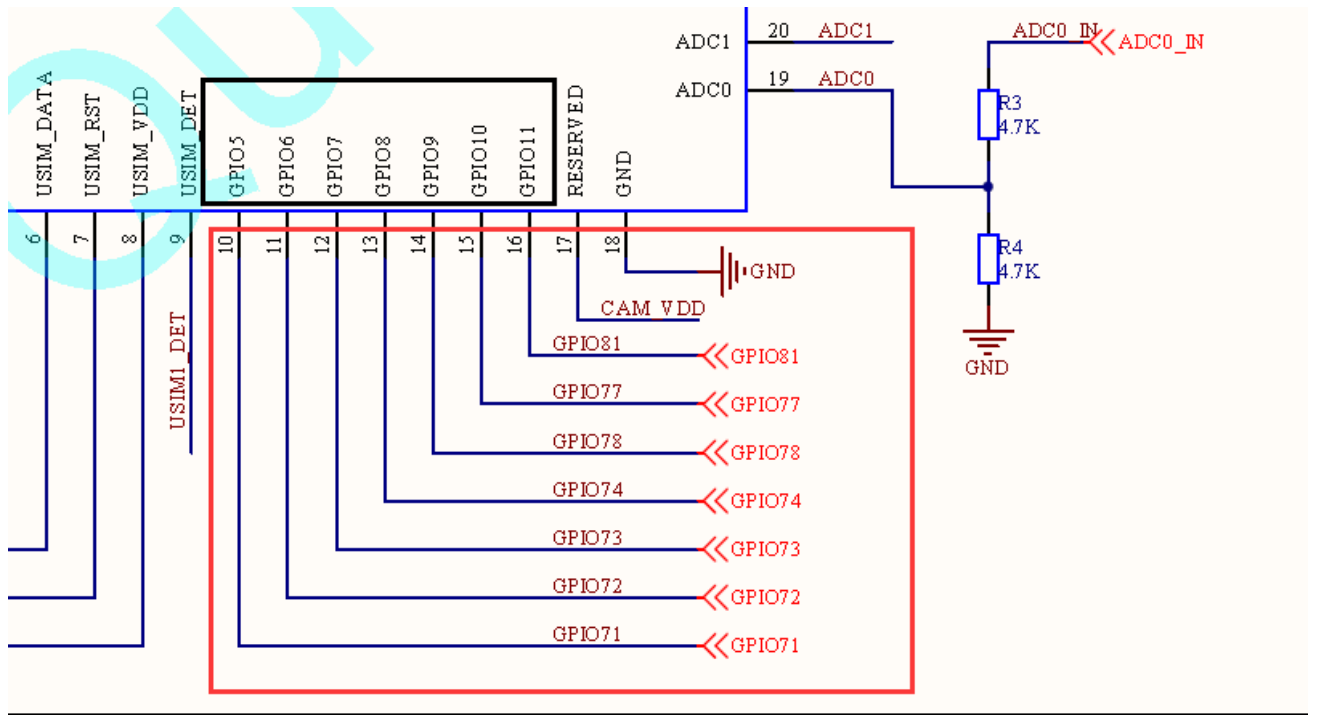 Qu
ADC1
20
ADC1
ADC0_IN
ADC0_IN
ADC0
19
ADC0
USIM_DATA
USIM_RST
USIM_VDD
USIM_DET
GPIO5
GPIO6
GPIO7
GPIO8
GPIO9
GPIO10
GPIO11
RESERVED
GND
R3
4.7K
6
7
8
9
10
11
12
13
14
15
16
17
18
GND
R4
4.7K
CAM_VDD
USIM1_DET
GPIO81
GPIO81
GND
GPIO77
GPIO77
GPIO78
GPIO78
GPIO74
GPIO74
GPIO73
GPIO73
GPIO72
GPIO72
GPIO71
GPIO71